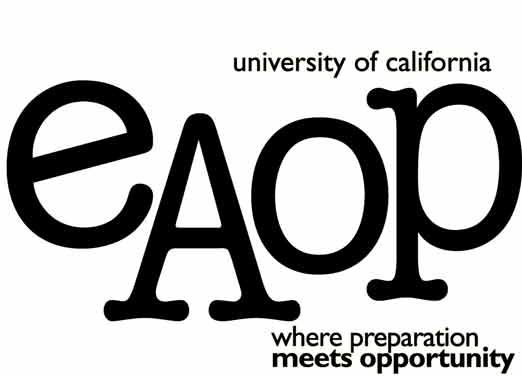 university of california
eAop
where preparation
meets opportunity